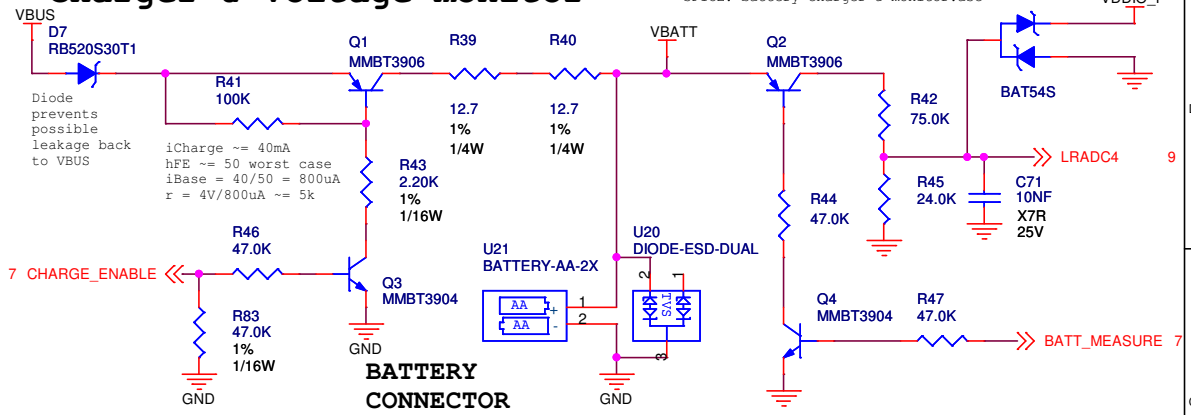 VBUS
D7
RB520S30T1
Diode
prevents
possible
leakage back
to VBUS
R41
100K
Q1
MMBT3906
R39
12.7
1%
1/4W
R40
12.7
1%
1/4W
VBATT
Q2
MMBT3906
BAT54S
R42
75.0K
LRADC4 9
R45
24.0K
C71
10NF
X7R
25V
iCharge ~= 40mA
hFE ~= 50 worst case
iBase = 40/50 = 800uA
r = 4V/800uA ~= 5k
R43
2.20K
1%
1/16W
R44
47.0K
R46
47.0K
7 CHARGE_ENABLE
Q3
MMBT3904
R83
47.0K
1%
1/16W
GND
GND
U21
BATTERY-AA-2X
AA
AA
+
-
1
2
U20
DIODE-ESD-DUAL
2
1
TVS
3
GND
BATTERY
CONNECTOR
Q4
MMBT3904
R47
47.0K
BATT_MEASURE 7